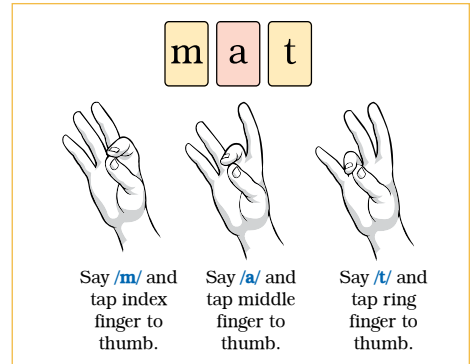 m a t
Say /m/ and
tap index
finger to
thumb.
Say /a/ and
tap middle
finger to
thumb.
Say /t/ and
tap ring
finger to
thumb.